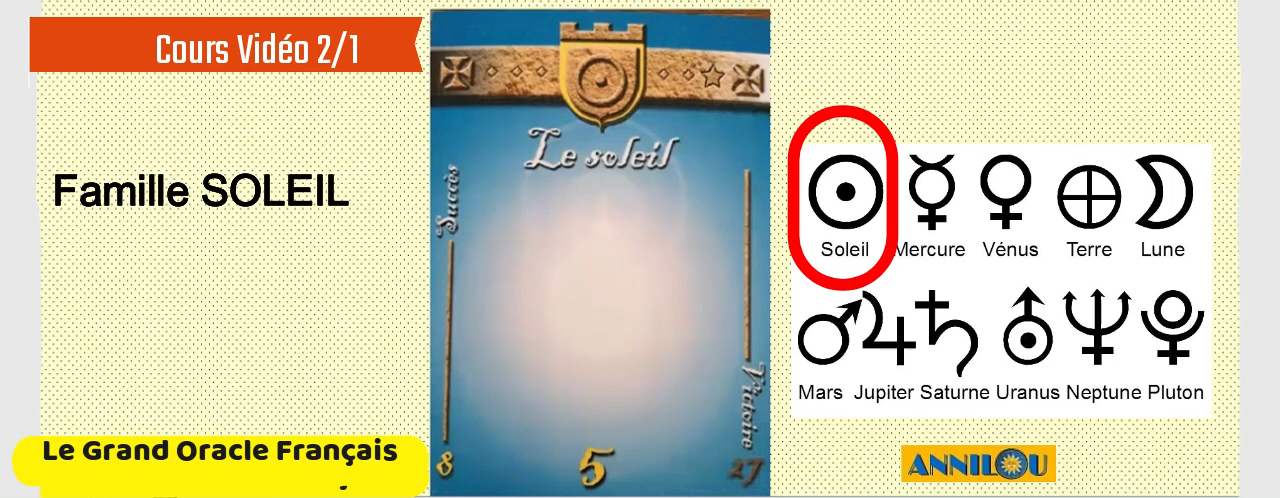 Cours Vidéo 2/1
Famille SOLEIL
Le Grand Oracle Français
Le soleil
Succès
Victoire
8
5
27
Soleil Mercure Vénus Terre Lune
Mars Jupiter Saturne Uranus Neptune Pluton
ANNILOU